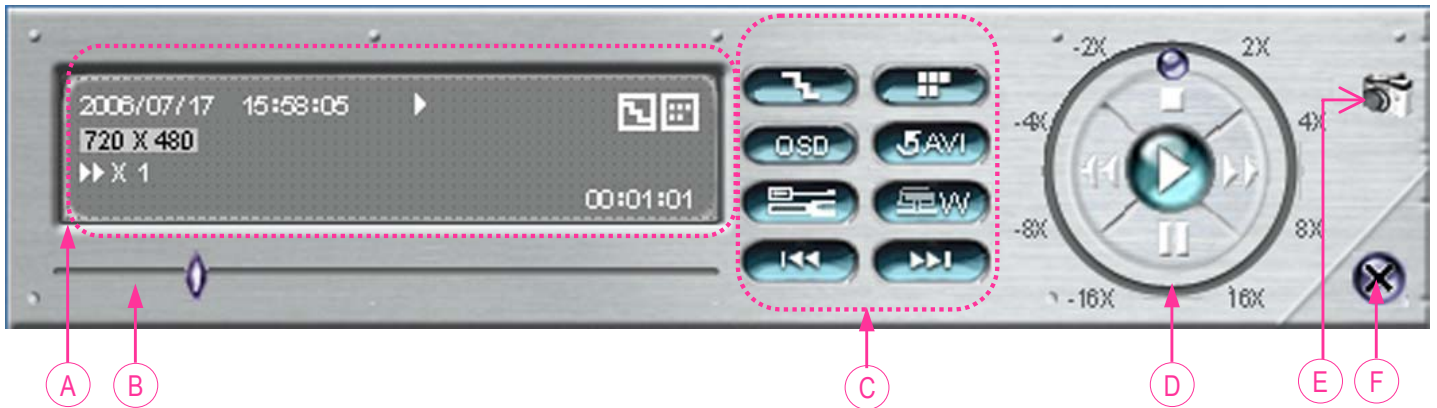 2006/07/17 15:58:05
720 X 480
X 1
00:01:01
OSD AVI
W
-2X 2X
-4X 4X
-8X 8X
-16X 16X
A B C D E F